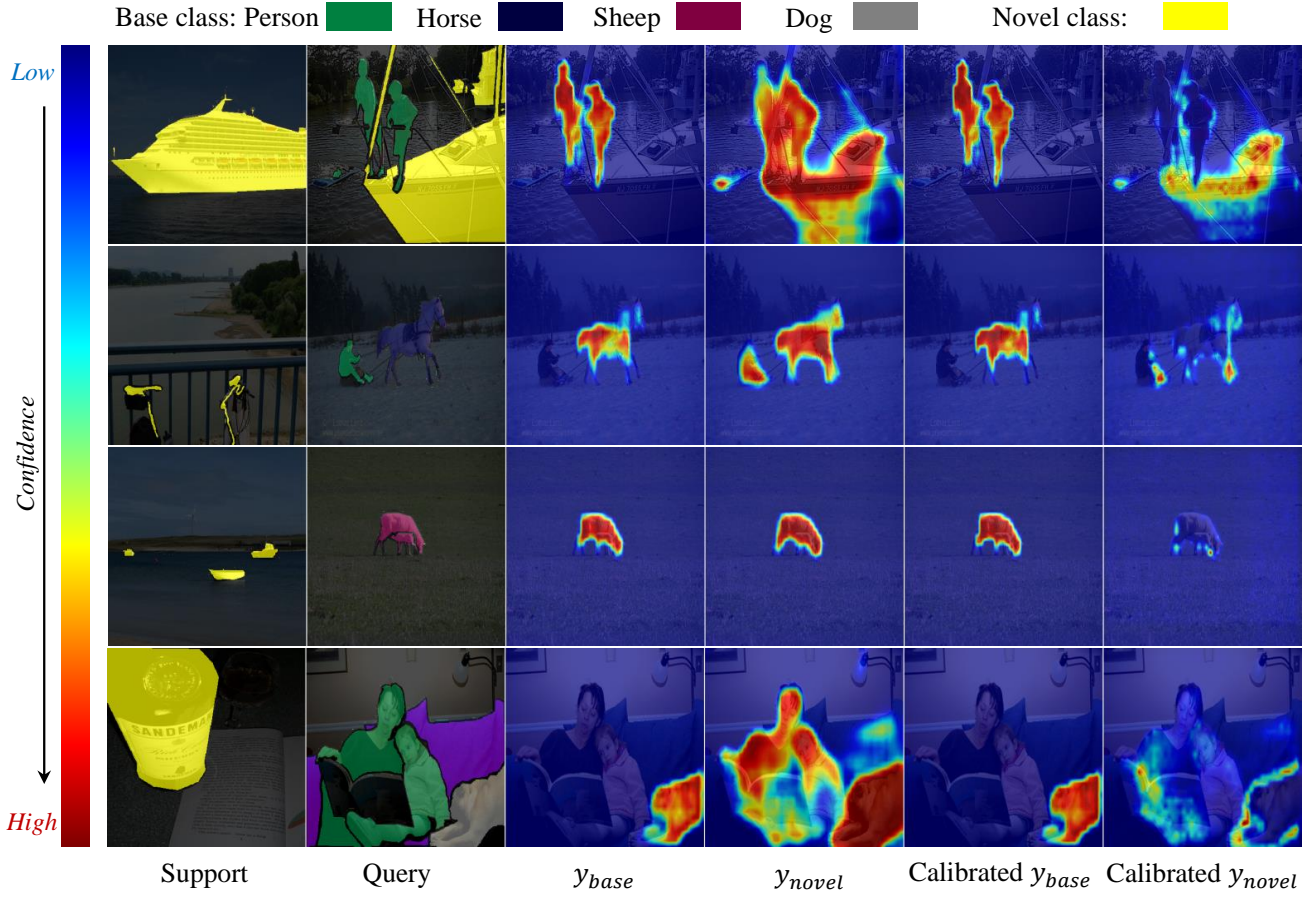 Base class: Person Horse Sheep Dog Novel class:
Low
Confidence
High
SANDEMAN
Support Query y_base y_novel Calibrated y_base Calibrated y_novel